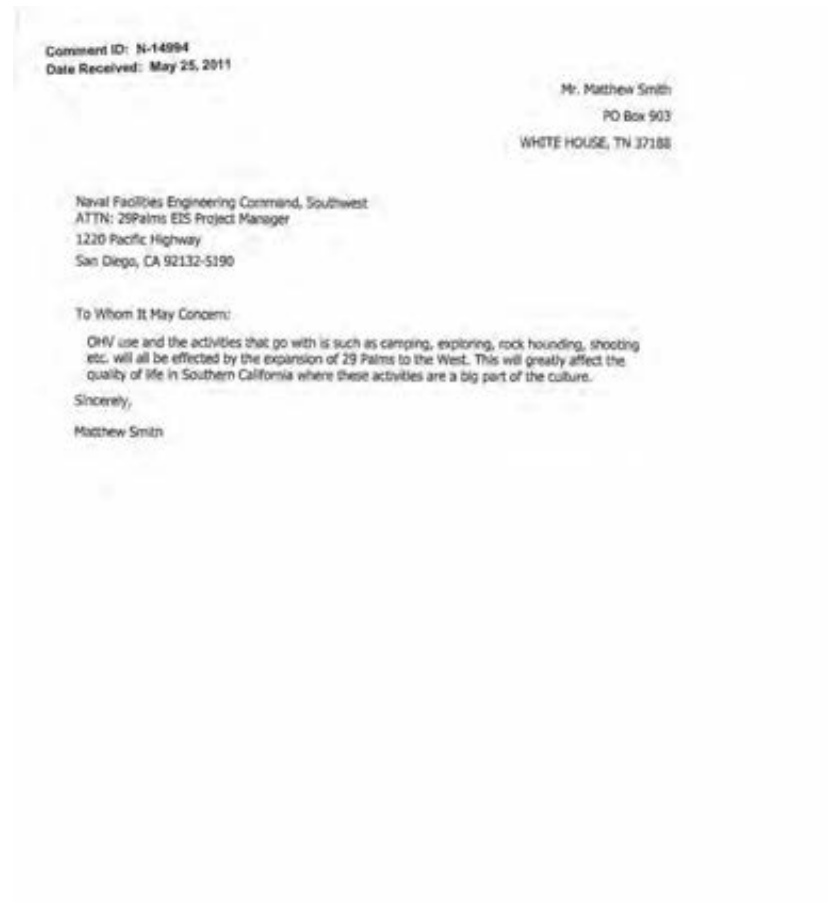 Comment ID: N-14994
Date Received: May 25, 2011
Mr. Matthew Smith
PO Box 903
WHITE HOUSE, TN 37188
Naval Facilities Engineering Command, Southwest
ATTN: 29Palms EIS Project Manager
1220 Pacific Highway
San Diego, CA 92132-5190
To Whom It May Concern:
OHV use and the activities that go with is such as camping, exploring, rock hounding, shooting
etc. will all be effected by the expansion of 29 Palms to the West. This will greatly affect the
quality of life in Southern California where these activities are a big part of the culture.
Sincerely,
Matthew Smith